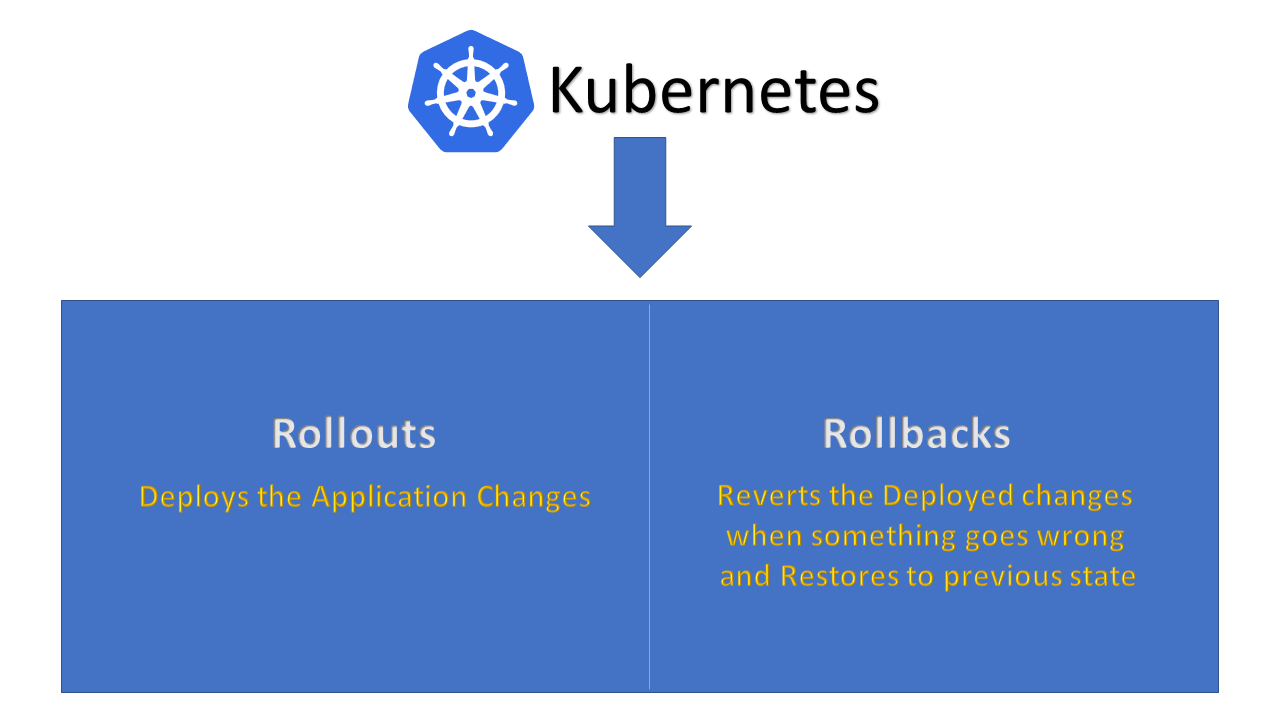 Kubernetes
Rollouts
Deploys the Application Changes
Rollbacks
Reverts the Deployed changes
when something goes wrong
and Restores to previous state